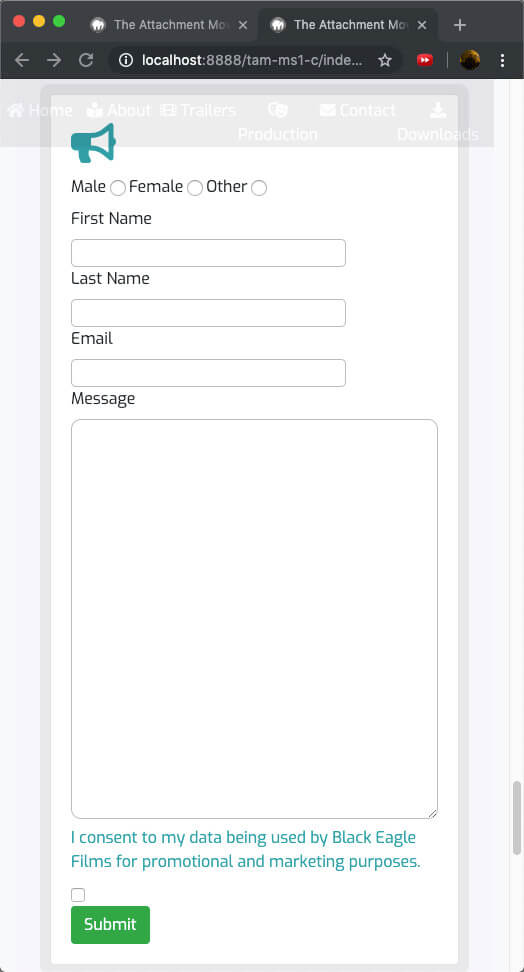 The Attachment Mo
The Attachment Mo
localhost:8888/tam-ms1-c/inde...
Home About Trailers Production Contact Downloads
Male Female Other
First Name
Last Name
Email
Message
I consent to my data being used by Black Eagle
Films for promotional and marketing purposes.
Submit